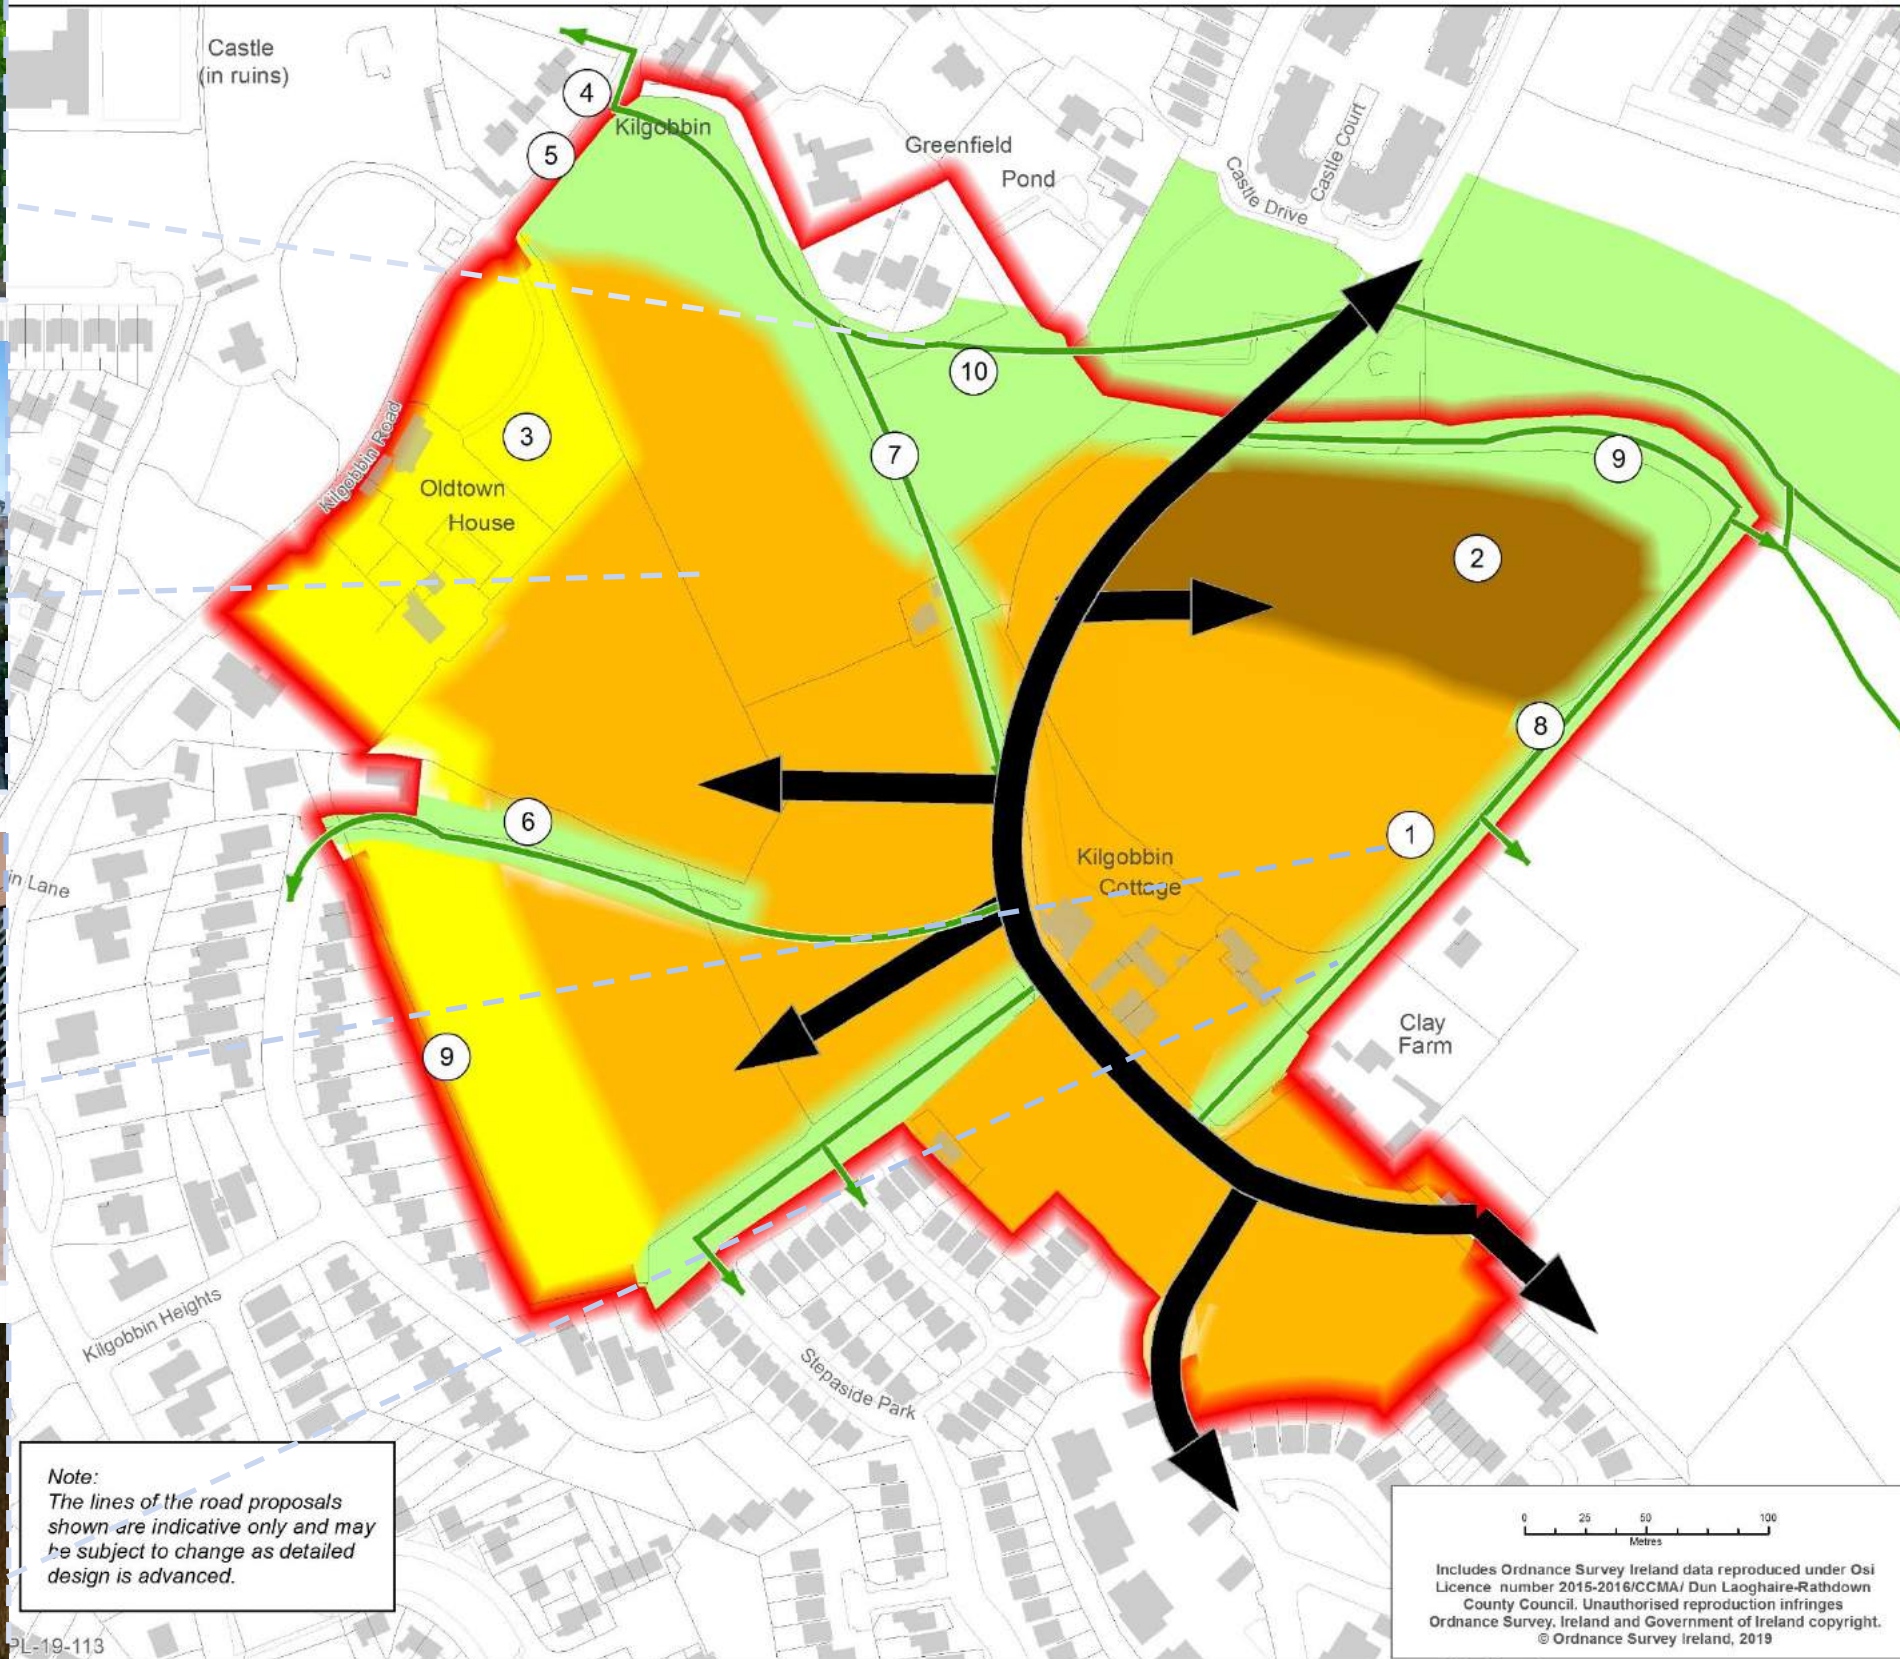 Castle
(in ruins)
4
Kilgobbin
5
Greenfield
Pond
Castle Drive
Castle Court
10
3
7
9
Kilgobbin Road
Oldtown
House
2
8
6
1
Kilgobbin
Cottage
in Lane
Clay
Farm
9
Kilgobbin Heights
Stepaside Park
Note:
The lines of the road proposals
shown are indicative only and may
be subject to change as detailed
design is advanced.
0 25 50 100
Metres
Includes Ordnance Survey Ireland data reproduced under Osi
Licence number 2015-2016/CCMA/ Dun Laoghaire-Rathdown
County Council. Unauthorised reproduction infringes
Ordnance Survey. Ireland and Government of Ireland copyright.
© Ordnance Survey Ireland, 2019
PL-19-113